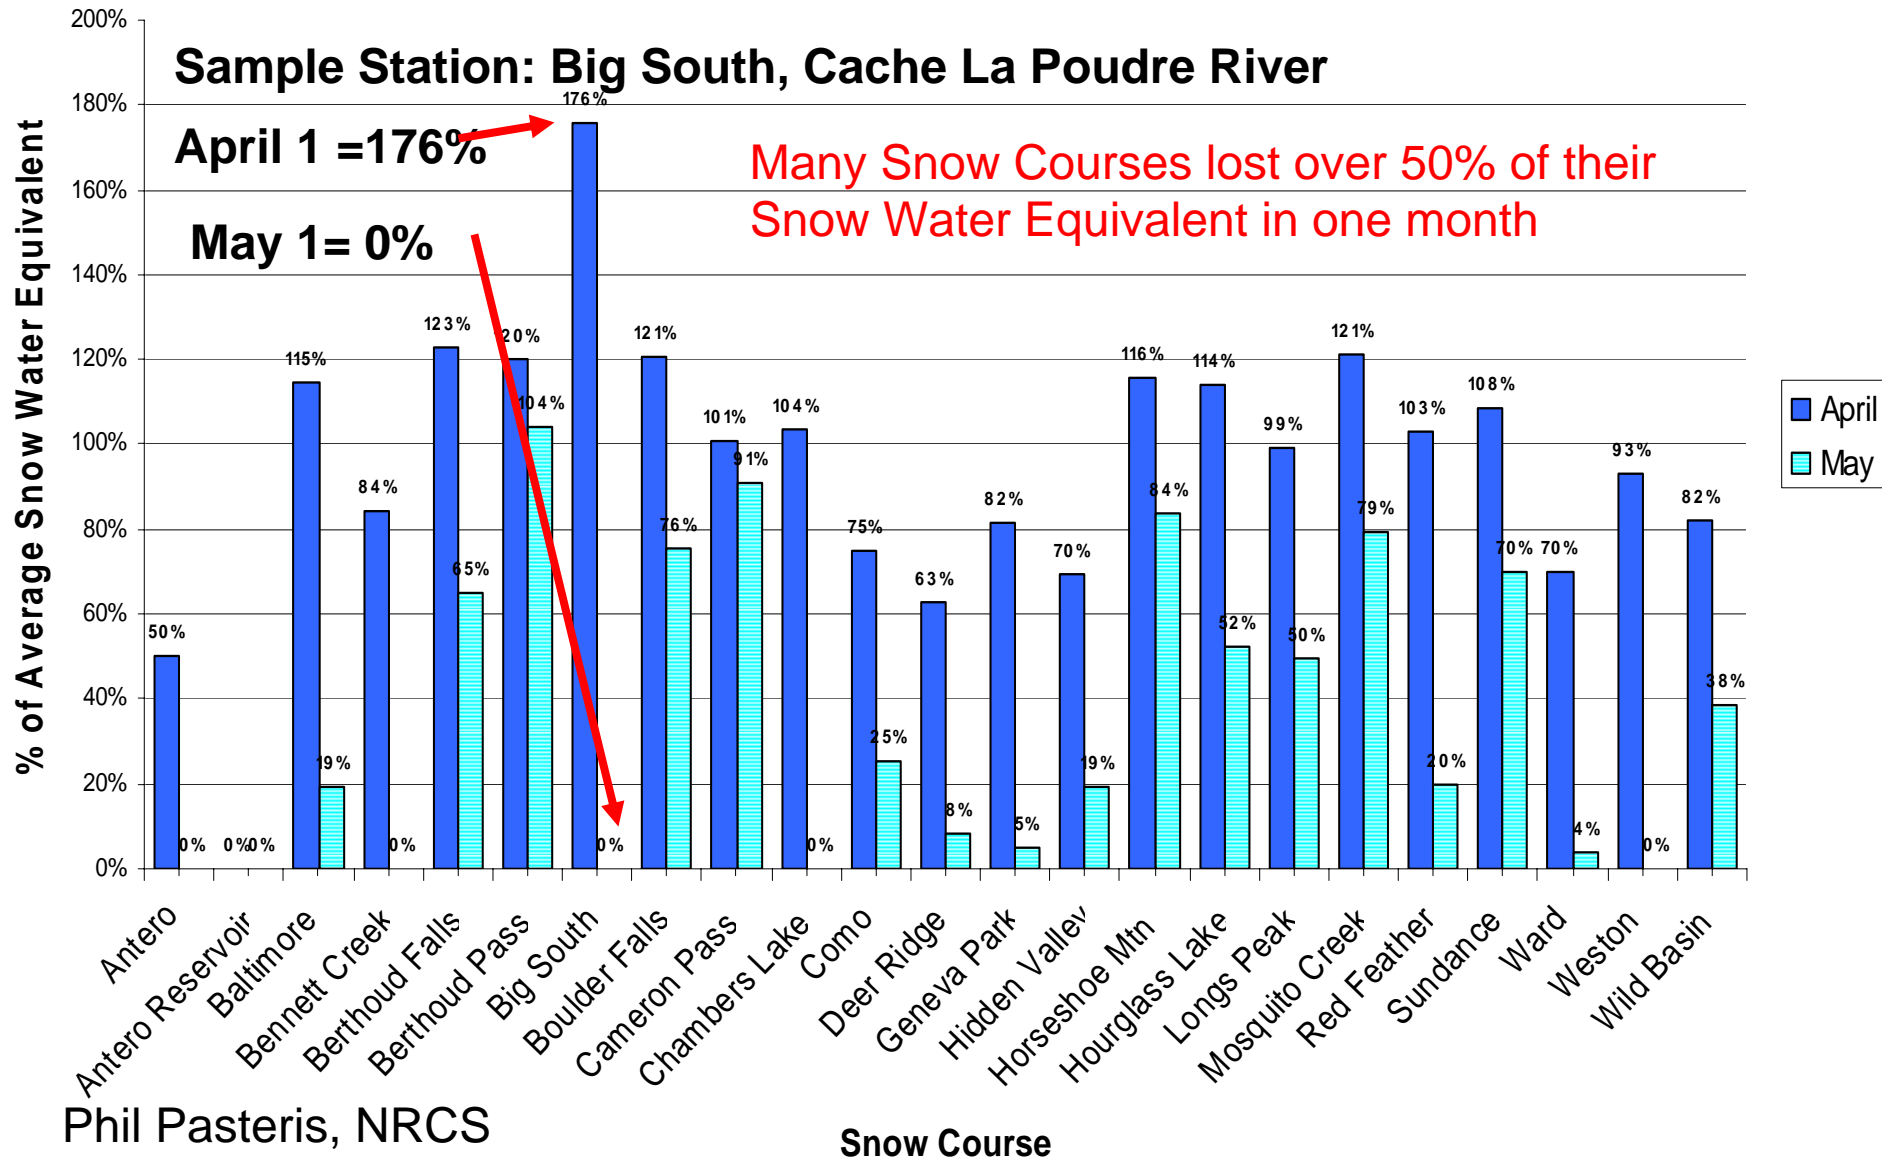 200%
180%
160%
140%
120%
100%
80%
60%
40%
20%
0%
% of Average Snow Water Equivalent
Sample Station: Big South, Cache La Poudre River
April 1 =176%
May 1= 0%
Many Snow Courses lost over 50% of their
Snow Water Equivalent in one month
50%
0%
0%
0%
115%
19%
84%
0%
123%
65%
20%
104%
176%
0%
121%
76%
101%
91%
104%
0%
75%
25%
63%
8%
82%
5%
70%
19%
116%
84%
114%
52%
99%
50%
121%
79%
103%
20%
108%
70%
70%
4%
93%
0%
82%
38%
April
May
Antero
Antero Reservoir
Baltimore
Bennett Creek
Berthoud Falls
Berthoud Pass
Big South
Boulder Falls
Cameron Pass
Chambers Lake
Como
Deer Ridge
Geneva Park
Hidden Valley
Horseshoe Mtn
Hourglass Lake
Longs Peak
Mosquito Creek
Red Feather
Sundance
Ward
Weston
Wild Basin
Phil Pasteris, NRCS
Snow Course